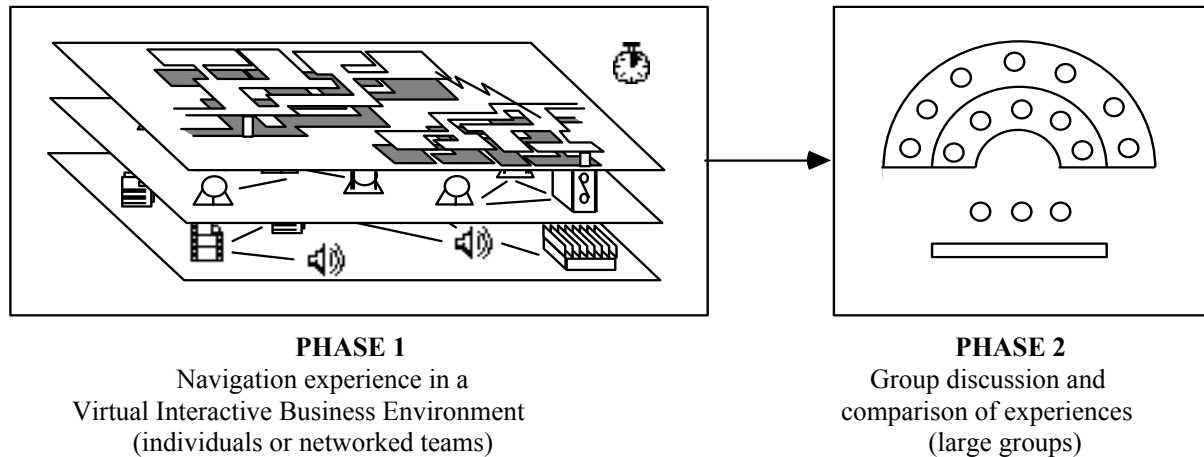 PHASE 1
Navigation experience in a
Virtual Interactive Business Environment
(individuals or networked teams)
PHASE 2
Group discussion and
comparison of experiences
(large groups)